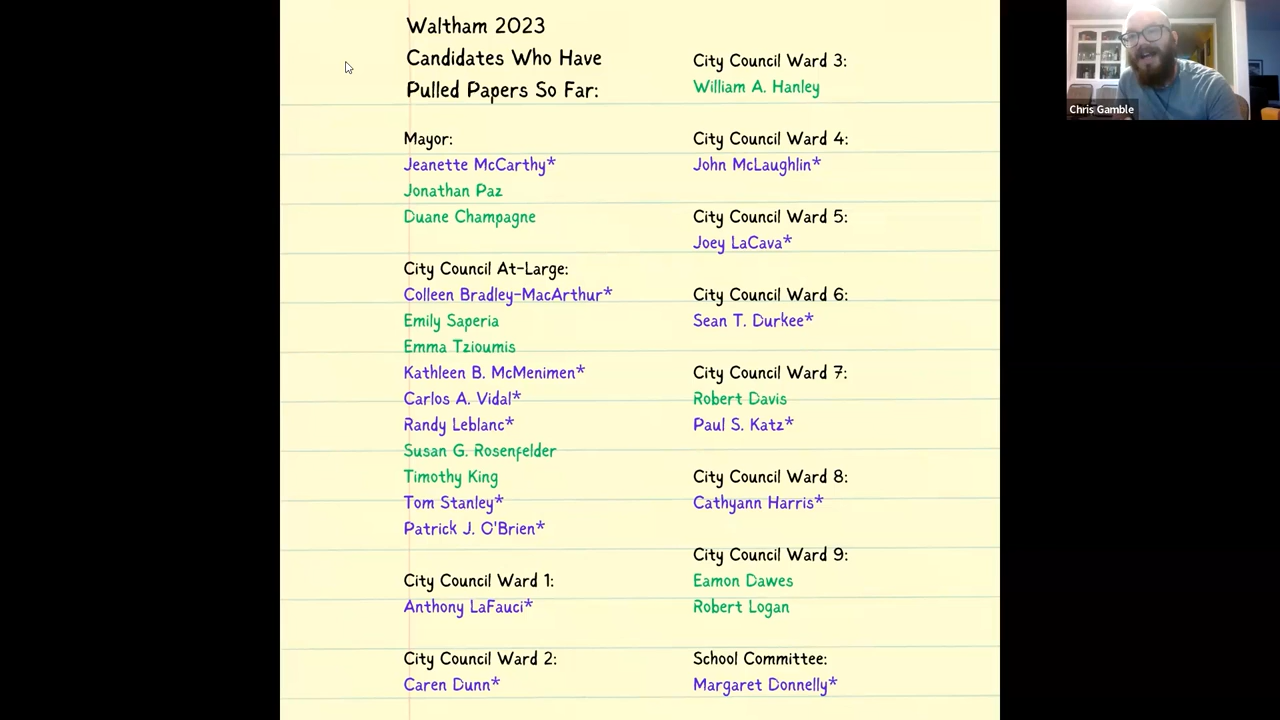 Waltham 2023
Candidates Who Have
Pulled Papers So Far:
Mayor:
Jeanette McCarthy*
Jonathan Paz
Duane Champagne
City Council At-Large:
Colleen Bradley-MacArthur*
Emily Saperia
Emma Tzioumis
Kathleen B. McMenimen*
Carlos A. Vidal*
Randy Leblanc*
Susan G. Rosenfelder
Timothy King
Tom Stanley*
Patrick J. O'Brien*
City Council Ward 1:
Anthony LaFauci*
City Council Ward 2:
Caren Dunn*
City Council Ward 3:
William A. Hanley
City Council Ward 4:
John McLaughlin*
City Council Ward 5:
Joey LaCava*
City Council Ward 6:
Sean T. Durkee*
City Council Ward 7:
Robert Davis
Paul S. Katz*
City Council Ward 8:
Cathyann Harris*
City Council Ward 9:
Eamon Dawes
Robert Logan
School Committee:
Margaret Donnelly*
Chris Gamble